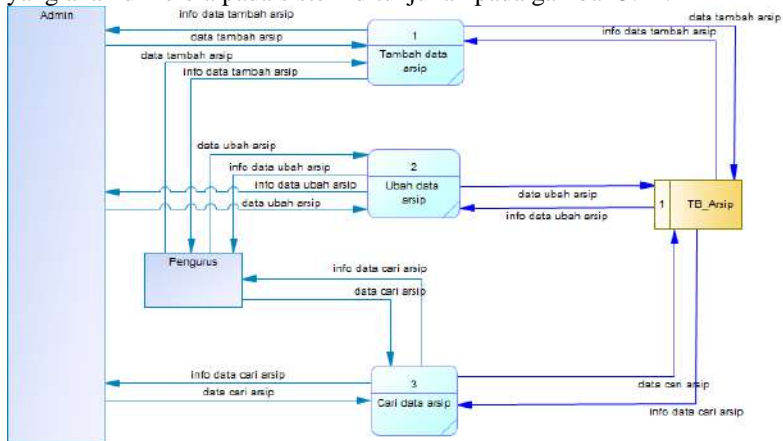 Admin
info data tambah arsip
data tambah arsip
data tambah arsip
info data tambah arsip
1
Tambah data
arsip
data tambah arsip
info data tambah arsip
data ubah arsip
info data ubah arsip
info data ubah arsip
data ubah arsip
2
Ubah data
arsip
data ubah arsip
info data ubah arsip
1
TB_Arsip
Pengurus
info data cari arsip
data cari arsip
info data cari arsip
data cari arsip
3
Cari data arsip
data cari arsip
info data cari arsip